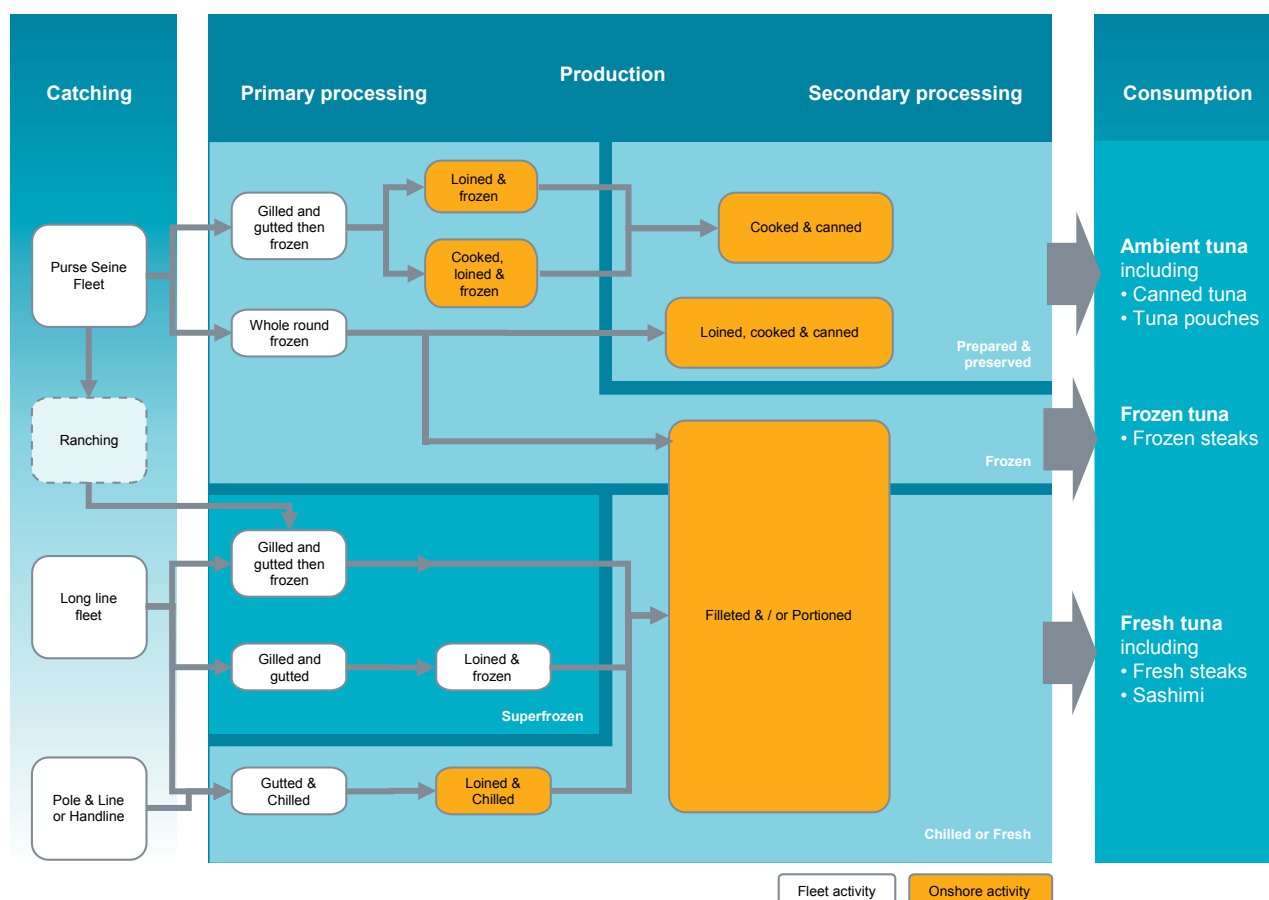 Production
Catching
Primary processing
Secondary processing
Consumption
Purse Seine
Fleet
Ranching
Long line
fleet
Pole & Line
or Handline
Gilled and
gutted then
frozen
Loined &
frozen
Cooked,
loined &
frozen
Cooked & canned
Whole round
frozen
Loined, cooked & canned
Prepared &
preserved
Frozen
Gilled and
gutted then
frozen
Gilled and
gutted
Loined &
frozen
Superfrozen
Filleted & / or Portioned
Gutted &
Chilled
Loined &
Chilled
Chilled or Fresh
Ambient tuna
including
• Canned tuna
• Tuna pouches
Frozen tuna
• Frozen steaks
Fresh tuna
including
• Fresh steaks
• Sashimi
Fleet activity
Onshore activity